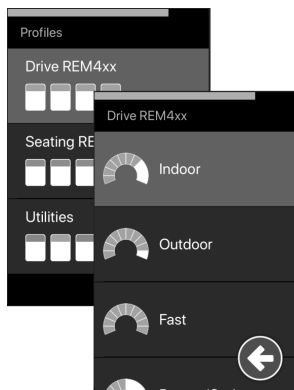 Profiles
Drive REM4xx
Seating RE
Utilities
Drive REM4xx
Indoor
Outdoor
Fast